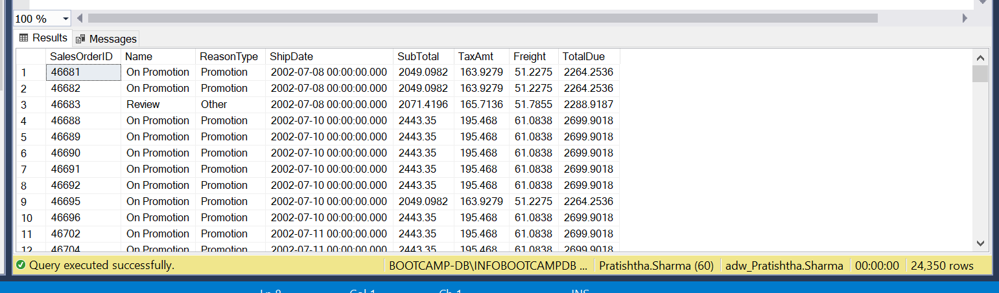 100 %
Results Messages
SalesOrderID Name ReasonType ShipDate SubTotal TaxAmt Freight TotalDue
1 46681 On Promotion Promotion 2002-07-08 00:00:00.000 2049.0982 163.9279 51.2275 2264.2536
2 46682 On Promotion Promotion 2002-07-08 00:00:00.000 2049.0982 163.9279 51.2275 2264.2536
3 46683 Review Other 2002-07-08 00:00:00.000 2071.4196 165.7136 51.7855 2288.9187
4 46688 On Promotion Promotion 2002-07-10 00:00:00.000 2443.35 195.468 61.0838 2699.9018
5 46689 On Promotion Promotion 2002-07-10 00:00:00.000 2443.35 195.468 61.0838 2699.9018
6 46690 On Promotion Promotion 2002-07-10 00:00:00.000 2443.35 195.468 61.0838 2699.9018
7 46691 On Promotion Promotion 2002-07-10 00:00:00.000 2443.35 195.468 61.0838 2699.9018
8 46692 On Promotion Promotion 2002-07-10 00:00:00.000 2443.35 195.468 61.0838 2699.9018
9 46695 On Promotion Promotion 2002-07-10 00:00:00.000 2049.0982 163.9279 51.2275 2264.2536
10 46696 On Promotion Promotion 2002-07-10 00:00:00.000 2443.35 195.468 61.0838 2699.9018
11 46702 On Promotion Promotion 2002-07-11 00:00:00.000 2443.35 195.468 61.0838 2699.9018
12 46704 On Promotion Promotion 2002-07-11 00:00:00.000 2443.35 195.468 61.0838 2699.9018
Query executed successfully. BOOTCAMP-DB\INFOBOOTCAMPDB ... Pratishtha.Sharma (60) adw_Pratishtha.Sharma 00:00:00 24,350 rows
Ln 8 Col 1 Ch 1 INS